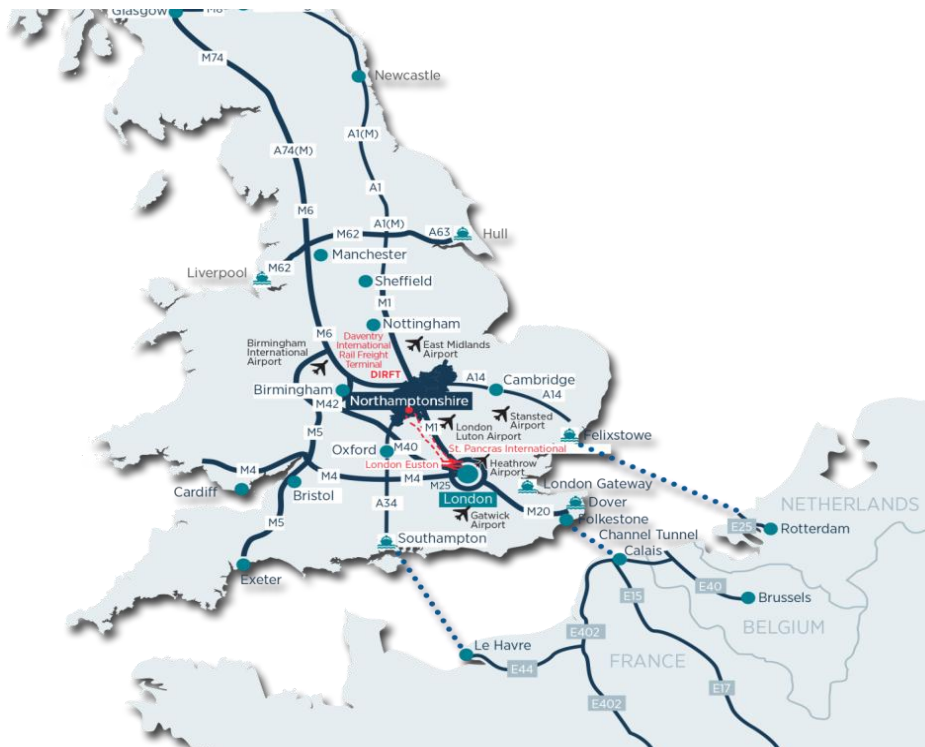 Glasgow
M8
M74
Newcastle
A1(M)
A74(M)
A1
M6
A1(M)
M62
A63
Hull
Manchester
Liverpool
M62
Sheffield
M1
Nottingham
M6
Birmingham
International
Airport
Daventry
International
Rail Freight
Terminal
DIRFT
East Midlands
Airport
A14
Cambridge
A14
Birmingham
Northamptonshire
M42
M5
M1
London
Luton Airport
Stansted
Airport
Felixstowe
Oxford
M40
St. Pancras International
London Euston
Heathrow
Airport
M4
M4
M4
M25
London
London Gateway
Cardiff
Bristol
A34
Gatwick
Airport
M20
Dover
Folkestone
M5
Southampton
Channel Tunnel
Calais
NETHERLANDS
E25
Rotterdam
Exeter
E15
E40
Brussels
BELGIUM
E402
Le Havre
E44
FRANCE
E17
E402